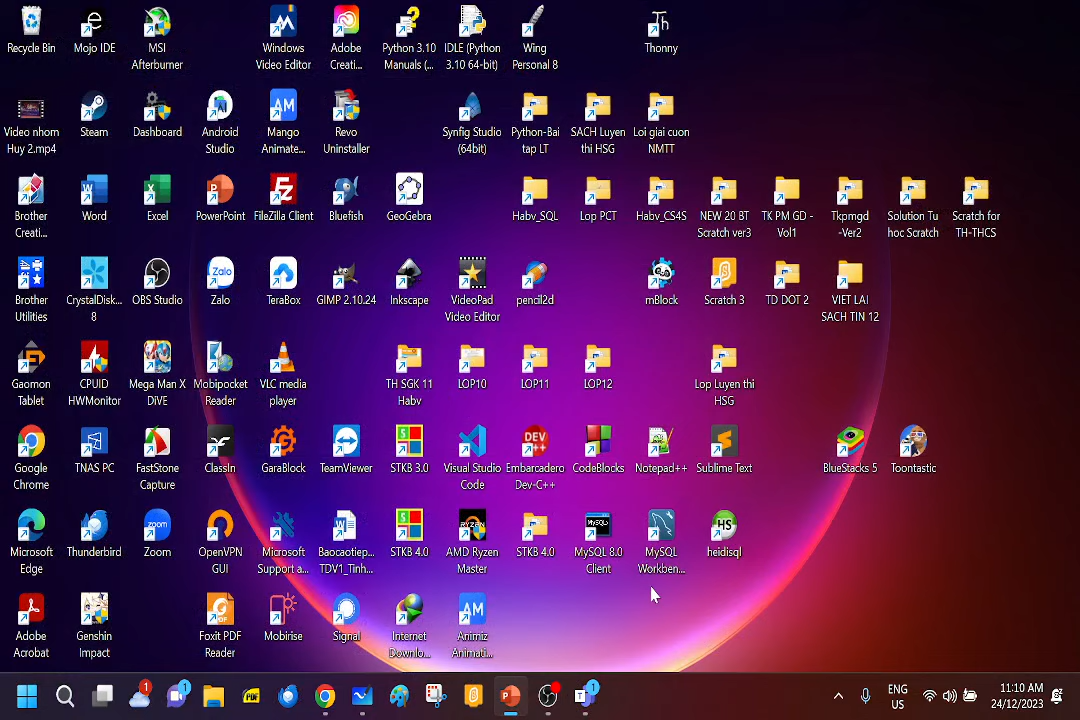 Recycle Bin
Mojo IDE
MSI
Afterburner
Windows
Video Editor
Adobe
Creati...
Python 3.10
Manuals (...
IDLE (Python
3.10 64-bit)
Wing
Personal 8
Thonny
Video nhom
Huy 2.mp4
Steam
Dashboard
Android
Studio
Mango
Animate...
Revo
Uninstaller
Synfig Studio
(64bit)
Python-Bai
tap LT
SACH Luyen
thi HSG
Loi giai cuon
NMTT
Brother
Creati...
Word
Excel
PowerPoint
FileZilla Client
Bluefish
GeoGebra
Habv_SQL
Lop PCT
Habv_CS4S
NEW 20 BT
Scratch ver3
TK PM GD -
Vol1
Tkpmgd
-Ver2
Solution Tu
hoc Scratch
Scratch for
TH-THCS
Brother
Utilities
CrystalDisk...
8
OBS Studio
Zalo
TeraBox
GIMP 2.10.24
Inkscape
VideoPad
Video Editor
pencil2d
mBlock
Scratch 3
TD DOT 2
VIET LAI
SACH TIN 12
Gaomon
Tablet
CPUID
HWMonitor
Mega Man X
DiVE
Mobipocket
Reader
VLC media
player
TH SGK 11
Habv
LOP10
LOP11
LOP12
Lop Luyen thi
HSG
Google
Chrome
TNAS PC
FastStone
Capture
ClassIn
GaraBlock
TeamViewer
STKB 3.0
Visual Studio
Code
Embarcadero
Dev-C++
CodeBlocks
Notepad++
Sublime Text
BlueStacks 5
Toontastic
Microsoft
Edge
Thunderbird
Zoom
OpenVPN
GUI
Microsoft
Support a...
Baocaotiep...
TDV1_Tinh...
STKB 4.0
AMD Ryzen
Master
STKB 4.0
MySQL 8.0
Client
MySQL
Workben...
heidisql
Adobe
Acrobat
Genshin
Impact
Foxit PDF
Reader
Mobirise
Signal
Internet
Downlo...
Animiz
Animati...
ENG
US
11:10 AM
24/12/2023